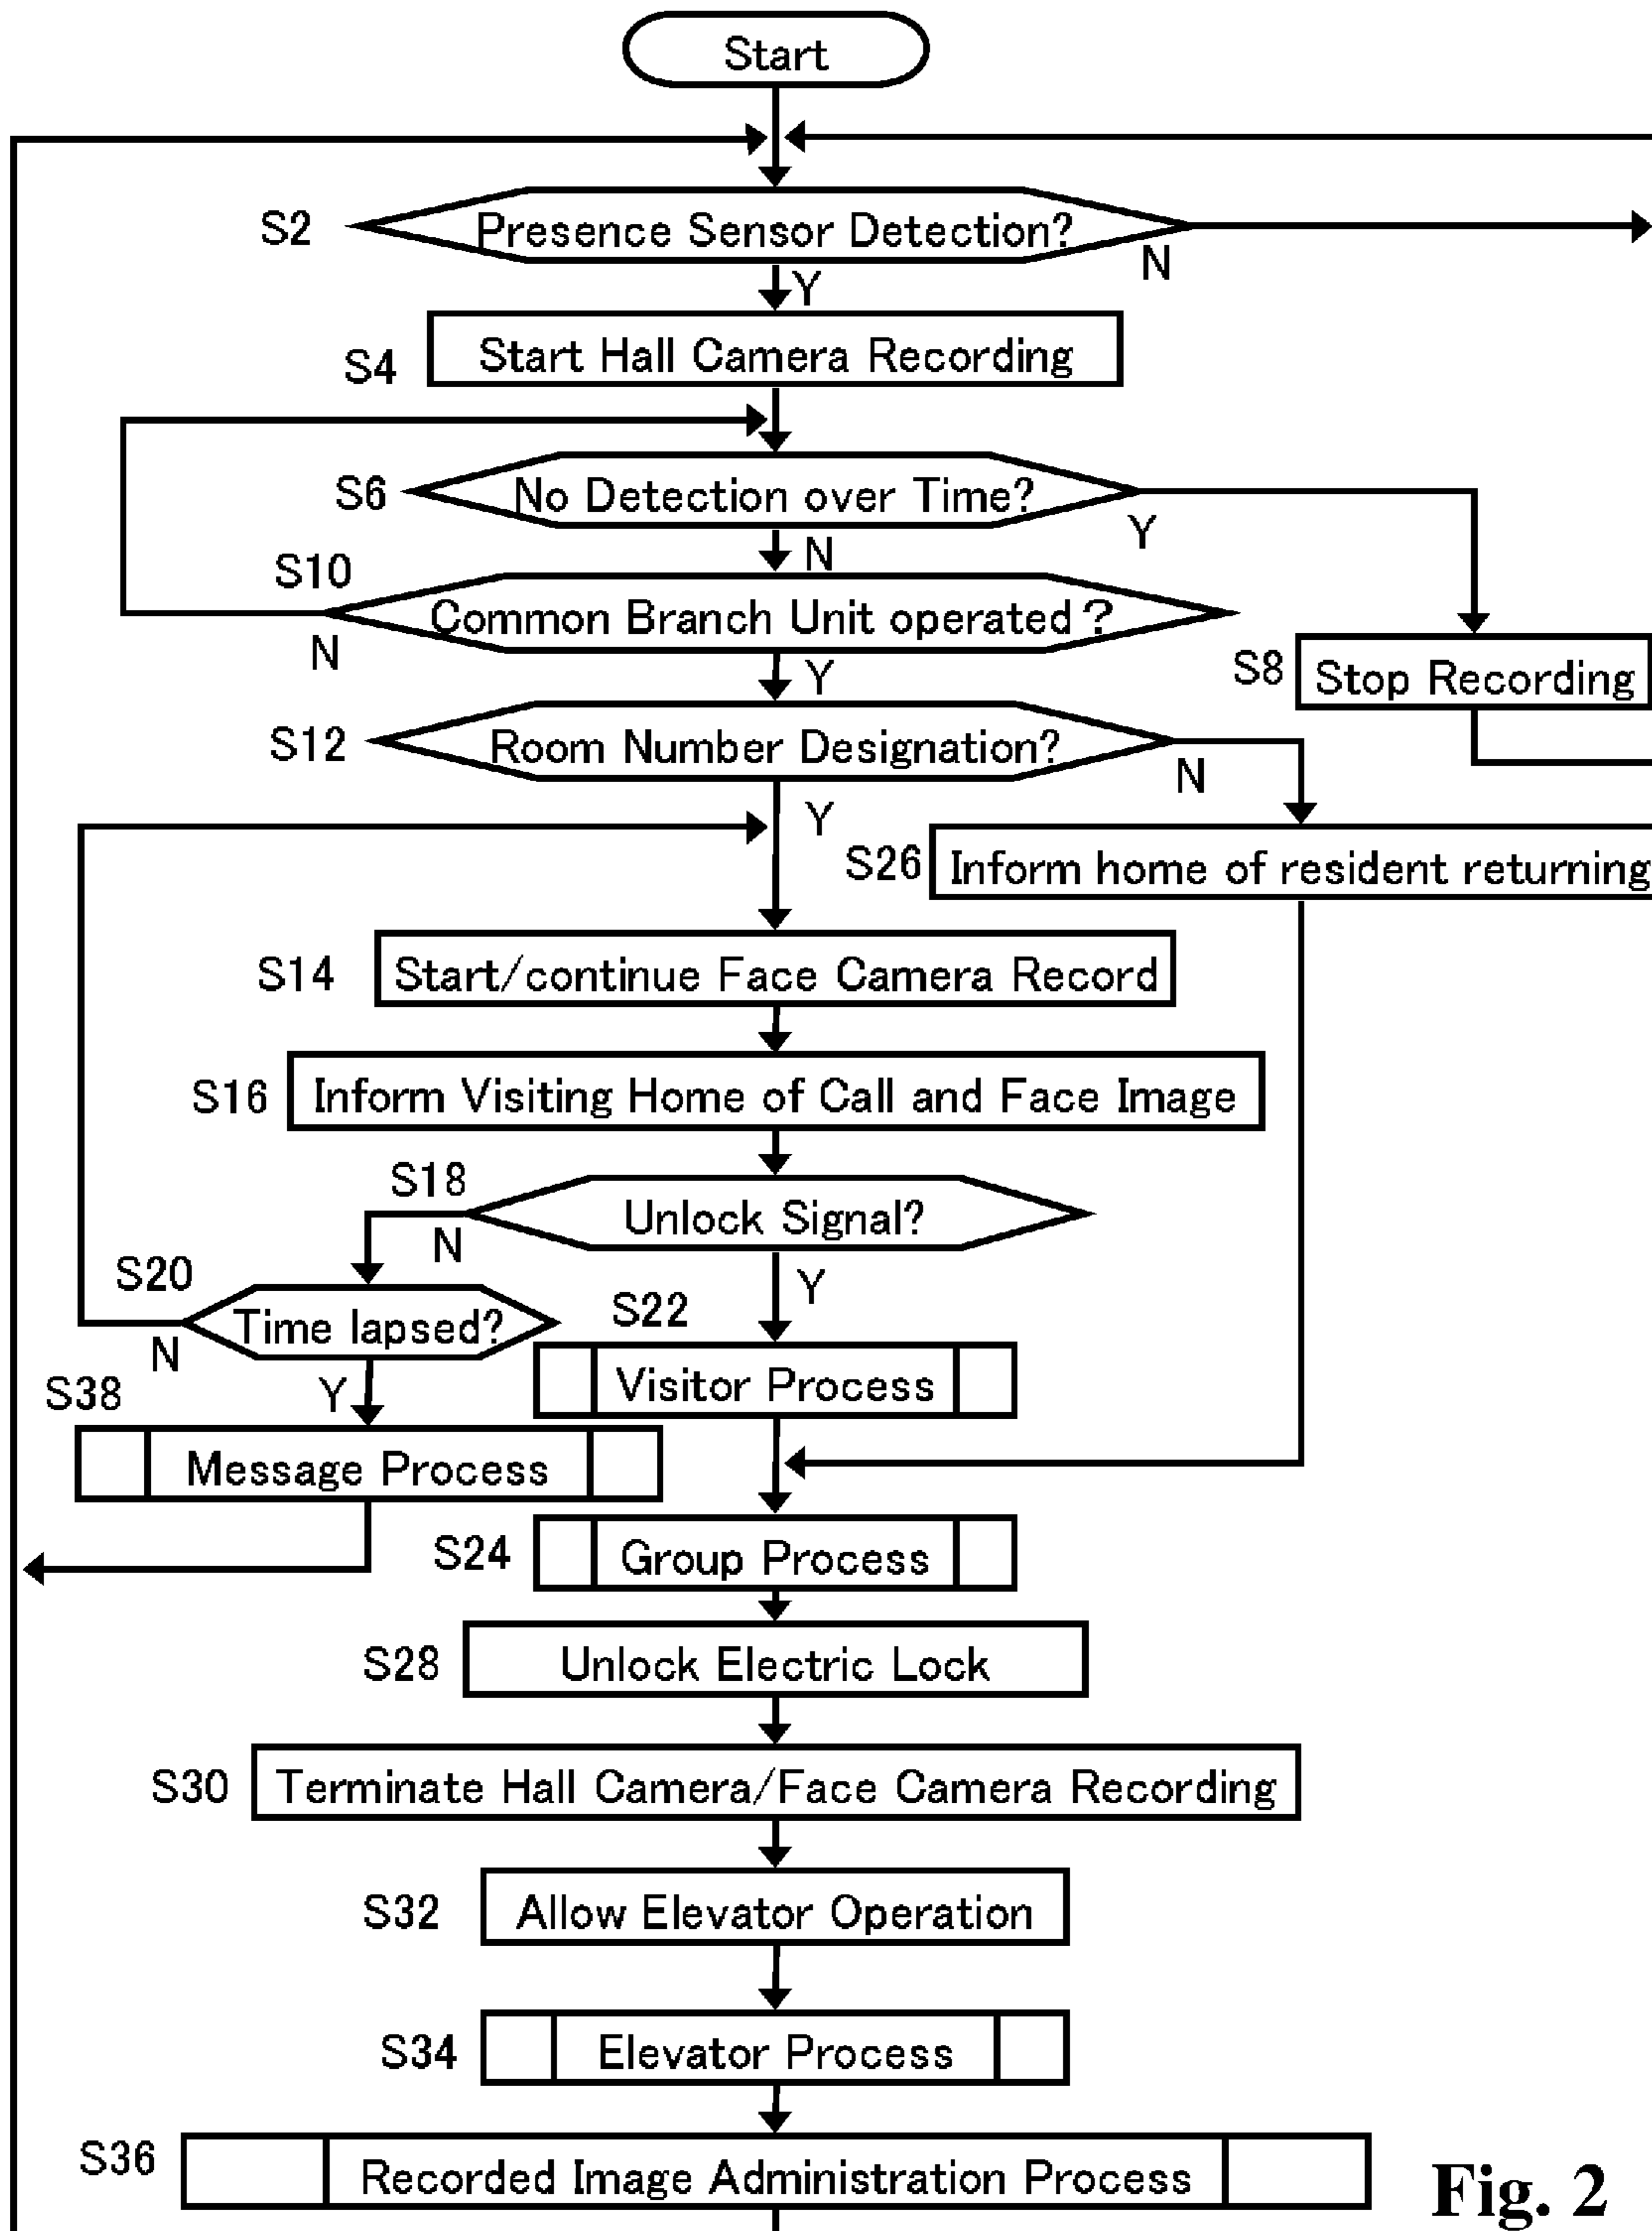 Start
S2
Presence Sensor Detection?
N
Y
S4
Start Hall Camera Recording
S6
No Detection over Time?
Y
N
S10
Common Branch Unit operated?
N
Y
S8
Stop Recording
S12
Room Number Designation?
N
Y
S26
Inform home of resident returning
S14
Start/continue Face Camera Record
S16
Inform Visiting Home of Call and Face Image
S18
Unlock Signal?
N
Y
S20
Time lapsed?
N
Y
S22
Visitor Process
S38
Message Process
S24
Group Process
S28
Unlock Electric Lock
S30
Terminate Hall Camera/Face Camera Recording
S32
Allow Elevator Operation
S34
Elevator Process
S36
Recorded Image Administration Process
Fig. 2